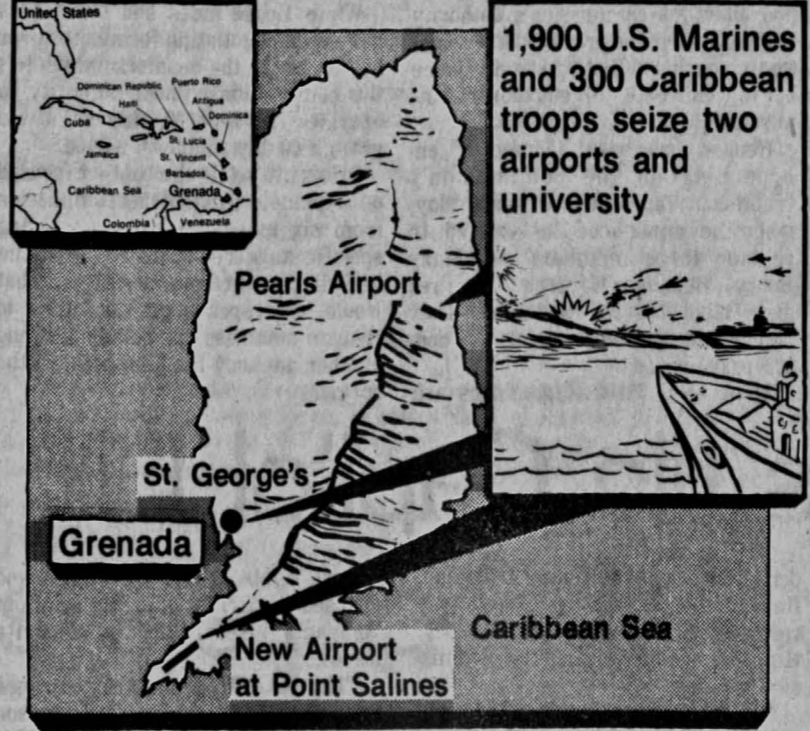 United States
Dominican Republic
Puerto Rico
Haiti
Antigua
Dominica
Cuba
St. Lucia
Jamaica
St. Vincent
Barbados
Caribbean Sea
Grenada
Colombia
Venezuela
1,900 U.S. Marines
and 300 Caribbean
troops seize two
airports and
university
Pearls Airport
St. George's
Grenada
Caribbean Sea
New Airport
at Point Salines